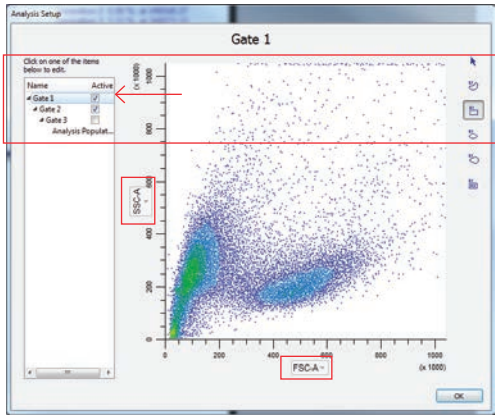 Analysis Setup
Gate 1
Click on one of the items
below to edit.
Name Active
Gate 1
Gate 2
Gate 3
Analysis Populat...
(x 1000)
1000
800
600
400
200
0
SSC-A
0 200 400 600 800 1000
FSC-A
(x 1000)
OK